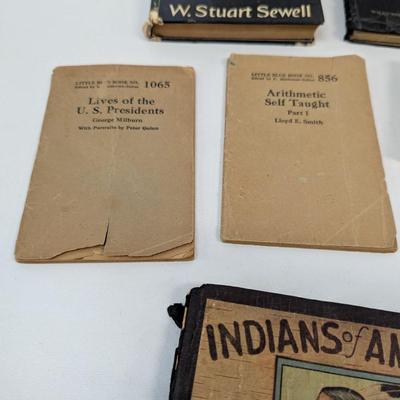 W. Stuart Sewell
LITTLE BLUE BOOK NO. 1065
Lives of the
U. S. Presidents
George Milburn
With Portraits by Peter Quinn
LITTLE BLUE BOOK NO. 856
Arithmetic
Self Taught
Part I
Lloyd E. Smith
INDIANS of AM